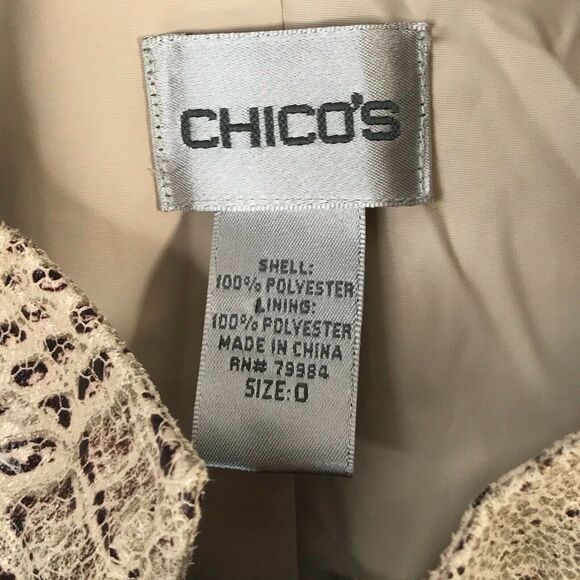 CHICO'S
SHELL:
100% POLYESTER
LINING:
100% POLYESTER
MADE IN CHINA
RN# 79984
SIZE:0